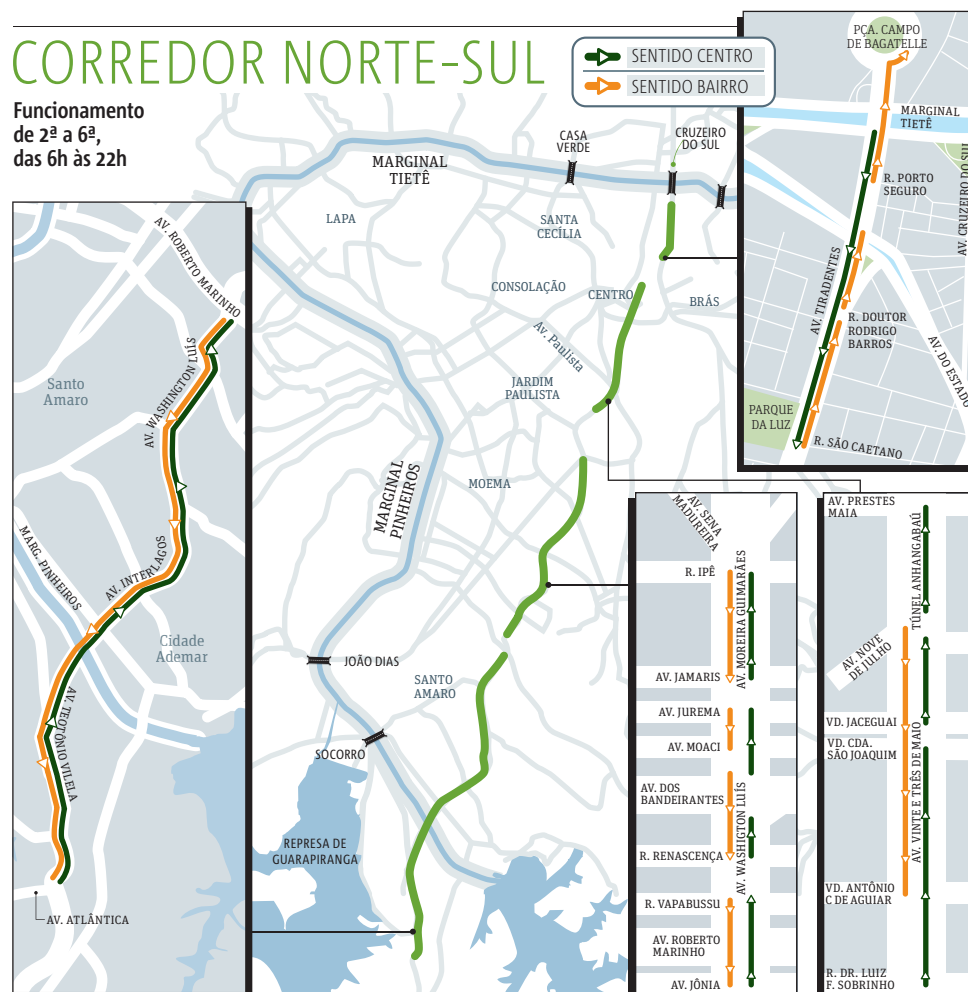 CORREDOR NORTE-SUL
Funcionamento
de 2ª a 6ª,
das 6h às 22h
SENTIDO CENTRO
SENTIDO BAIRRO
PÇA. CAMPO
DE BAGATELLE
MARGINAL
TIETÊ
R. PORTO
SEGURO
AV. CRUZEIRO DO SUL
AV. TIRADENTES
R. DOUTOR
RODRIGO
BARROS
AV. DO ESTADO
PARQUE
DA LUZ
R. SÃO CAETANO
CASA
VERDE
CRUZEIRO
DO SUL
MARGINAL
TIETÊ
LAPA
SANTA
CECÍLIA
CONSOLAÇÃO
CENTRO
BRÁS
Av. Paulista
JARDIM
PAULISTA
MOEMA
MARGINAL
PINHEIROS
JOÃO DIAS
SANTO
AMARO
SOCORRO
REPRESA DE
GUARAPIRANGA
AV. ROBERTO MARINHO
AV. WASHINGTON LUÍS
Santo
Amaro
MARG. PINHEIROS
AV. INTERLAGOS
Cidade
Ademar
AV. TEOTÔNIO VILELA
AV. ATLÂNTICA
AV. SENA
MADUREIRA
R. IPÊ
AV. MOREIRA GUIMARÃES
AV. JAMARIS
AV. JUREMA
AV. MOACI
AV. DOS
BANDEIRANTES
AV. WASHIGTON LUÍS
R. RENASCENÇA
R. VAPABUSSU
AV. ROBERTO
MARINHO
AV. JÔNIA
AV. PRESTES
MAIA
TÚNEL ANHANGABAÚ
AV. NOVE
DE JULHO
VD. JACEGUAI
VD. CDA.
SÃO JOAQUIM
AV. VINTE E TRÊS DE MAIO
VD. ANTÔNIO
C DE AGUIAR
R. DR. LUIZ
F. SOBRINHO